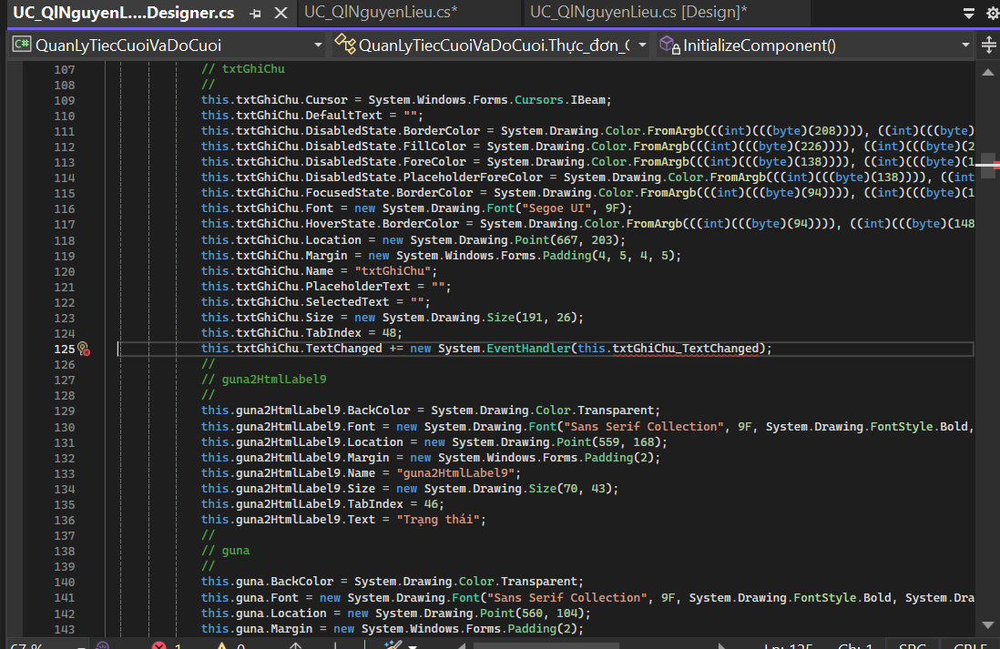 UC_QlNguyenL....Designer.cs
UC_QlNguyenLieu.cs*
UC_QlNguyenLieu.cs [Design]*
C# QuanLyTiecCuoiVaDoCuoi
QuanLyTiecCuoiVaDoCuoi.Thực_đơn_
InitializeComponent()
107 // txtGhiChu
108 //
109 this.txtGhiChu.Cursor = System.Windows.Forms.Cursors.IBeam;
110 this.txtGhiChu.DefaultText = "";
111 this.txtGhiChu.DisabledState.BorderColor = System.Drawing.Color.FromArgb(((int)(((byte)(208)))), ((int)(((byte)
112 this.txtGhiChu.DisabledState.FillColor = System.Drawing.Color.FromArgb(((int)(((byte)(226)))), ((int)(((byte)(2
113 this.txtGhiChu.DisabledState.ForeColor = System.Drawing.Color.FromArgb(((int)(((byte)(138)))), ((int)(((byte)(1
114 this.txtGhiChu.DisabledState.PlaceholderForeColor = System.Drawing.Color.FromArgb(((int)(((byte)(138)))), ((int
115 this.txtGhiChu.FocusedState.BorderColor = System.Drawing.Color.FromArgb(((int)(((byte)(94)))), ((int)(((byte)(1
116 this.txtGhiChu.Font = new System.Drawing.Font("Segoe UI", 9F);
117 this.txtGhiChu.HoverState.BorderColor = System.Drawing.Color.FromArgb(((int)(((byte)(94)))), ((int)(((byte)(148
118 this.txtGhiChu.Location = new System.Drawing.Point(667, 203);
119 this.txtGhiChu.Margin = new System.Windows.Forms.Padding(4, 5, 4, 5);
120 this.txtGhiChu.Name = "txtGhiChu";
121 this.txtGhiChu.PlaceholderText = "";
122 this.txtGhiChu.SelectedText = "";
123 this.txtGhiChu.Size = new System.Drawing.Size(191, 26);
124 this.txtGhiChu.TabIndex = 48;
125 this.txtGhiChu.TextChanged += new System.EventHandler(this.txtGhiChu_TextChanged);
126 //
127 // guna2HtmlLabel9
128 //
129 this.guna2HtmlLabel9.BackColor = System.Drawing.Color.Transparent;
130 this.guna2HtmlLabel9.Font = new System.Drawing.Font("Sans Serif Collection", 9F, System.Drawing.FontStyle.Bold,
131 this.guna2HtmlLabel9.Location = new System.Drawing.Point(559, 168);
132 this.guna2HtmlLabel9.Margin = new System.Windows.Forms.Padding(2);
133 this.guna2HtmlLabel9.Name = "guna2HtmlLabel9";
134 this.guna2HtmlLabel9.Size = new System.Drawing.Size(70, 43);
135 this.guna2HtmlLabel9.TabIndex = 46;
136 this.guna2HtmlLabel9.Text = "Trạng thái";
137 //
138 // guna
139 //
140 this.guna.BackColor = System.Drawing.Color.Transparent;
141 this.guna.Font = new System.Drawing.Font("Sans Serif Collection", 9F, System.Drawing.FontStyle.Bold, System.Dra
142 this.guna.Location = new System.Drawing.Point(560, 104);
143 this.guna.Margin = new System.Windows.Forms.Padding(2);
67 % 1 0 Ln: 125 Ch: 1 SPC CRLF